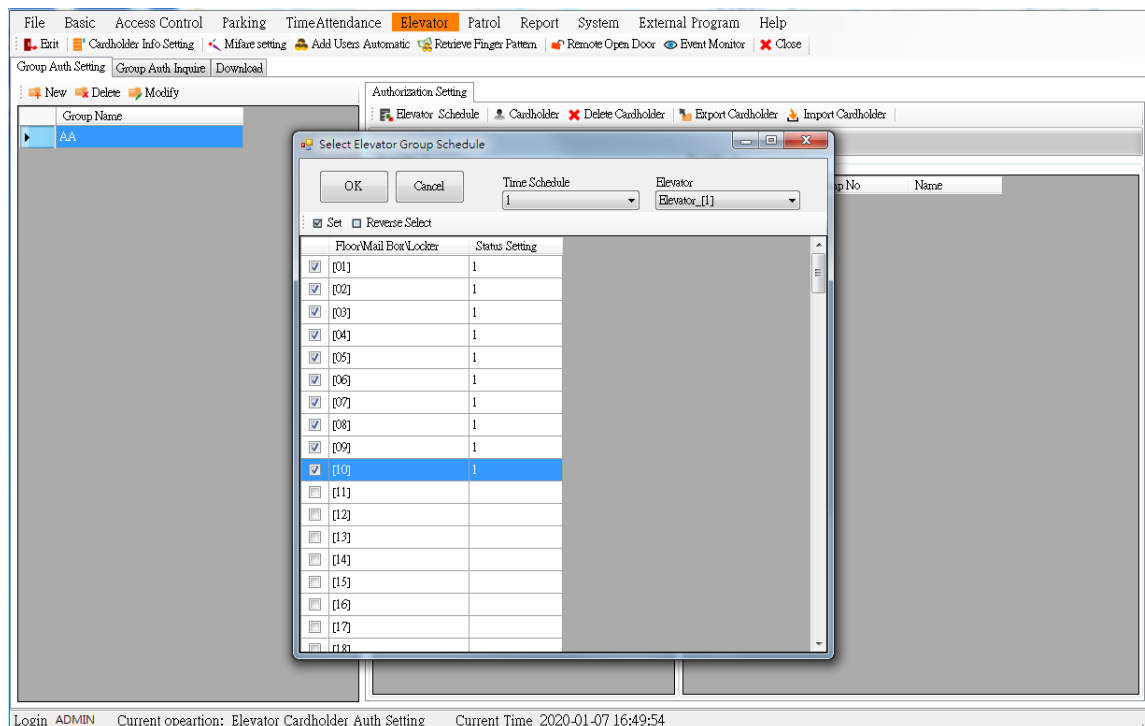 File Basic Access Control Parking TimeAttendance Elevator Patrol Report System External Program Help
Exit Cardholder Info Setting Mifare setting Add Users Automatic Retrieve Finger Pattern Remote Open Door Event Monitor Close
Group Auth Setting Group Auth Inquire Download
New Delete Modify
Group Name
AA
Authorization Setting
Elevator Schedule Cardholder Delete Cardholder Export Cardholder Import Cardholder
No Name
Select Elevator Group Schedule
OK Cancel
Time Schedule Elevator
1 Elevator_[1]
Set Reverse Select
Floor\Mail Box\Locker Status Setting
[01] 1
[02] 1
[03] 1
[04] 1
[05] 1
[06] 1
[07] 1
[08] 1
[09] 1
[10] 1
[11]
[12]
[13]
[14]
[15]
[16]
[17]
[18]
Login ADMIN Current opeartion: Elevator Cardholder Auth Setting Current Time 2020-01-07 16:49:54